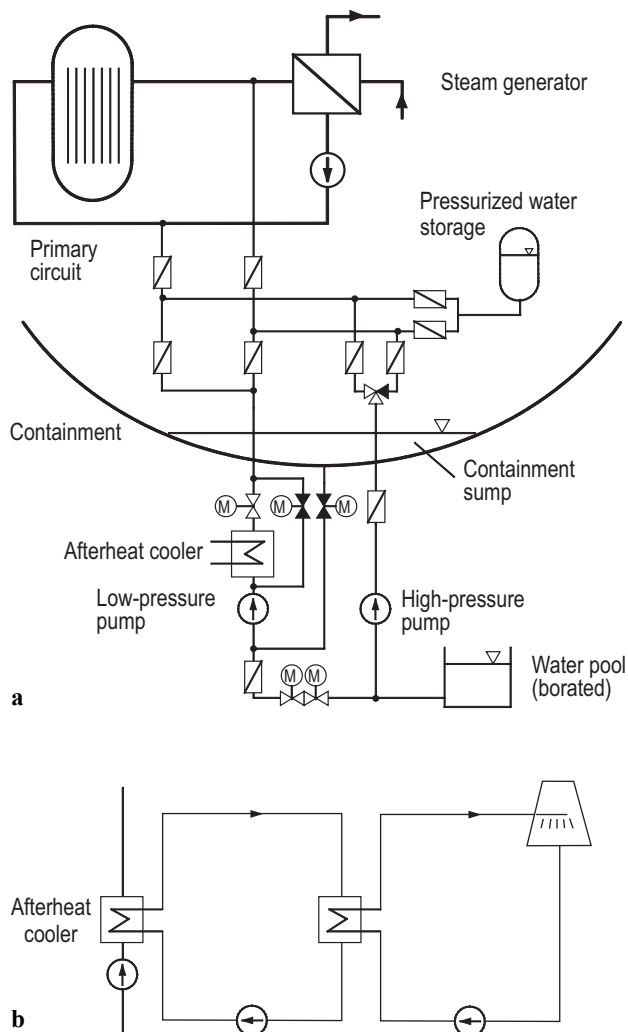 Steam generator
Pressurized water
storage
Primary
circuit
Containment
Containment
sump
M
M
M
Afterheat cooler
Low-pressure
pump
High-pressure
pump
M
M
Water pool
(borated)
a
Afterheat
cooler
b